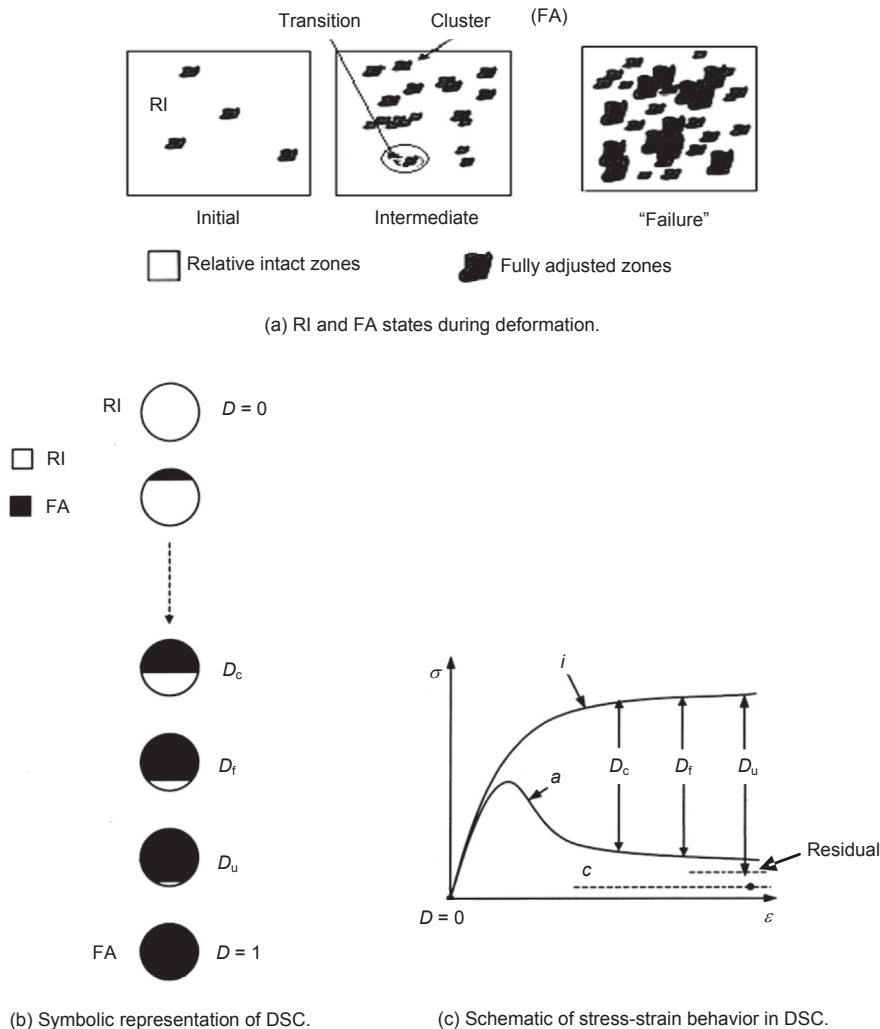 Transition
Cluster
(FA)
RI
Initial
Intermediate
"Failure"
Relative intact zones
Fully adjusted zones
(a) RI and FA states during deformation.
RI
D = 0
RI
FA
D_c
D_f
D_u
FA
D = 1
(b) Symbolic representation of DSC.
σ
i
a
D_c
D_f
D_u
Residual
c
D = 0
ε
(c) Schematic of stress-strain behavior in DSC.